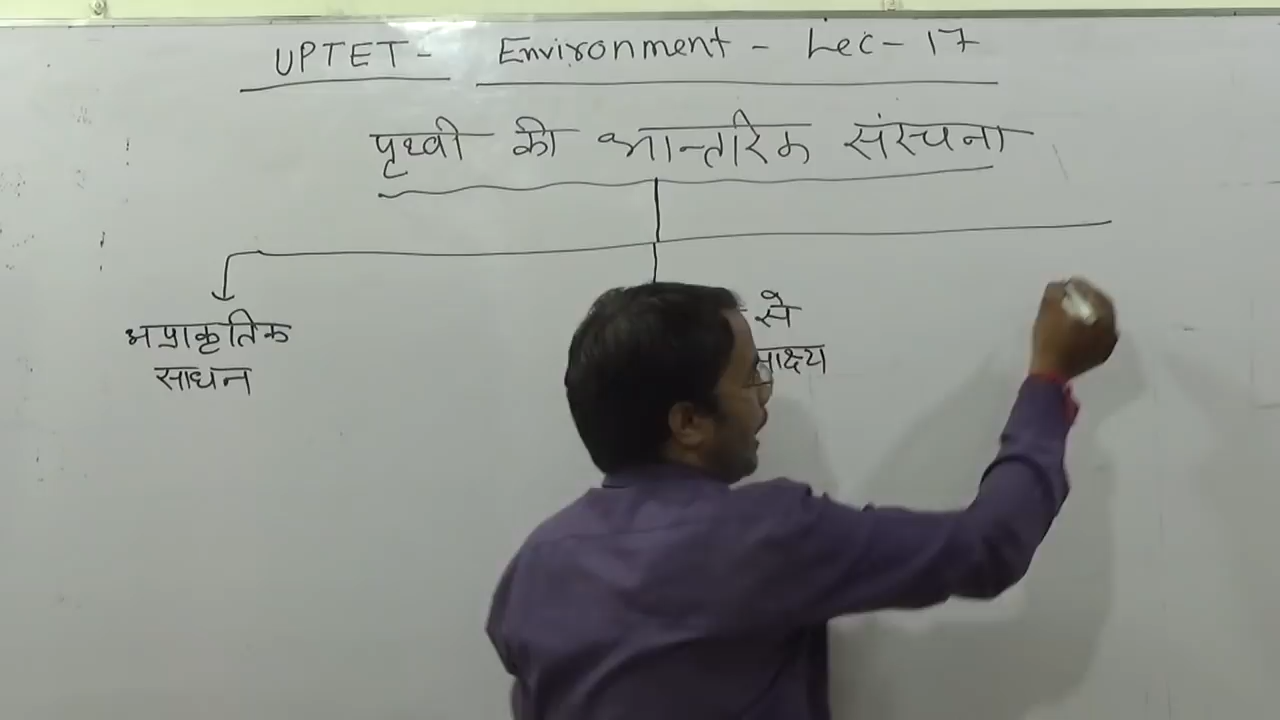 UPTET - Environment - Lec - 17
पृथ्वी की आन्तरिक संरचना
अप्राकृतिक
साधन
से
साक्ष्य